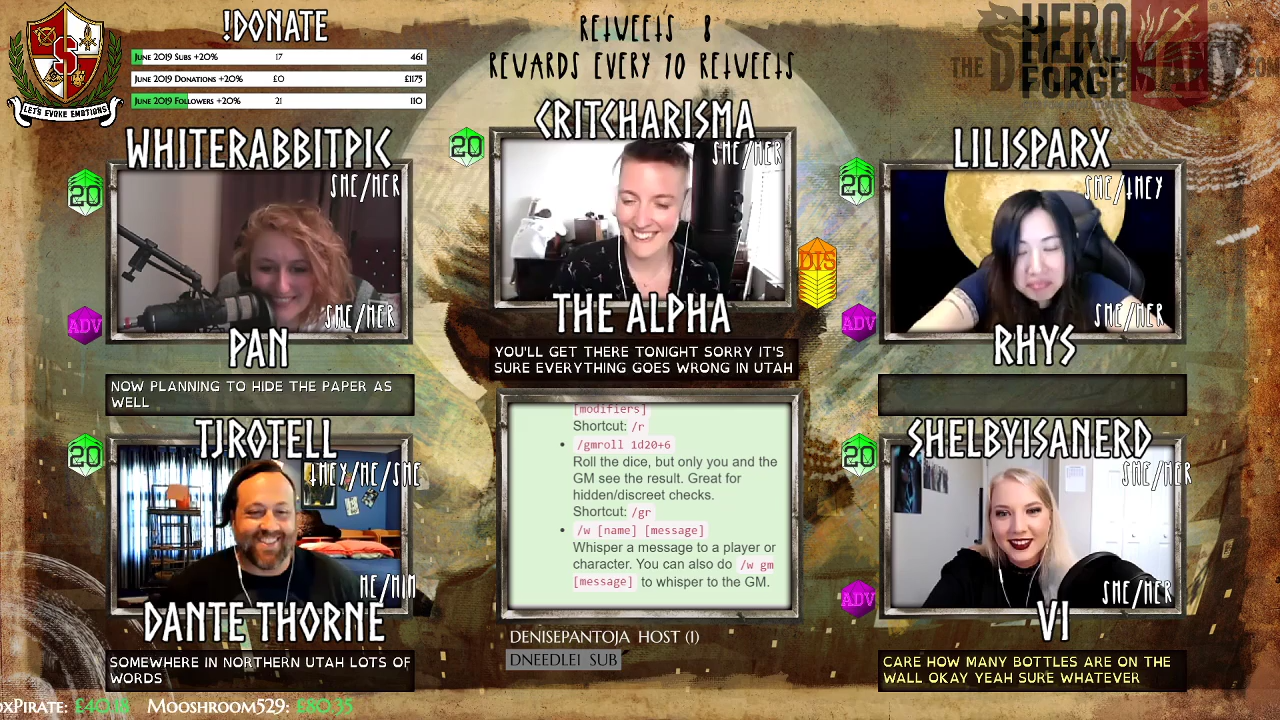 !DONATE
JUNE 2019 SUBS +20% 17 461
JUNE 2019 DONATIONS +20% £0 £1175
JUNE 2019 FOLLOWERS +20% 21 110
LET'S EVOKE EMOTIONS
RETWEETS 8
REWARDS EVERY 10 RETWEETS
THE
HERO
FORGE
.COM
WHITERABBITPIC
SHE/HER
20
ADV
SHE/HER
PAN
NOW PLANNING TO HIDE THE PAPER AS
WELL
CRITCHARISMA
SHE/HER
20
DIS
THE ALPHA
YOU'LL GET THERE TONIGHT SORRY IT'S
SURE EVERYTHING GOES WRONG IN UTAH
LILISPARX
SHE/THEY
20
ADV
SHE/HER
RHYS
TJROTELL
THEY/HE/SHE
20
HE/HIM
DANTE THORNE
SOMEWHERE IN NORTHERN UTAH LOTS OF
WORDS
[modifiers]
Shortcut: /r
• /gmroll 1d20+6
Roll the dice, but only you and the
GM see the result. Great for
hidden/discreet checks.
Shortcut: /gr
• /w [name] [message]
Whisper a message to a player or
character. You can also do /w gm
[message] to whisper to the GM.
DENISEPANTOJA HOST (1)
DNEEDLE1 SUB
SHELBYISANERD
SHE/HER
20
ADV
SHE/HER
VI
CARE HOW MANY BOTTLES ARE ON THE
WALL OKAY YEAH SURE WHATEVER
OXPIRATE: £40.18 MOOSHROOM529: £80.35